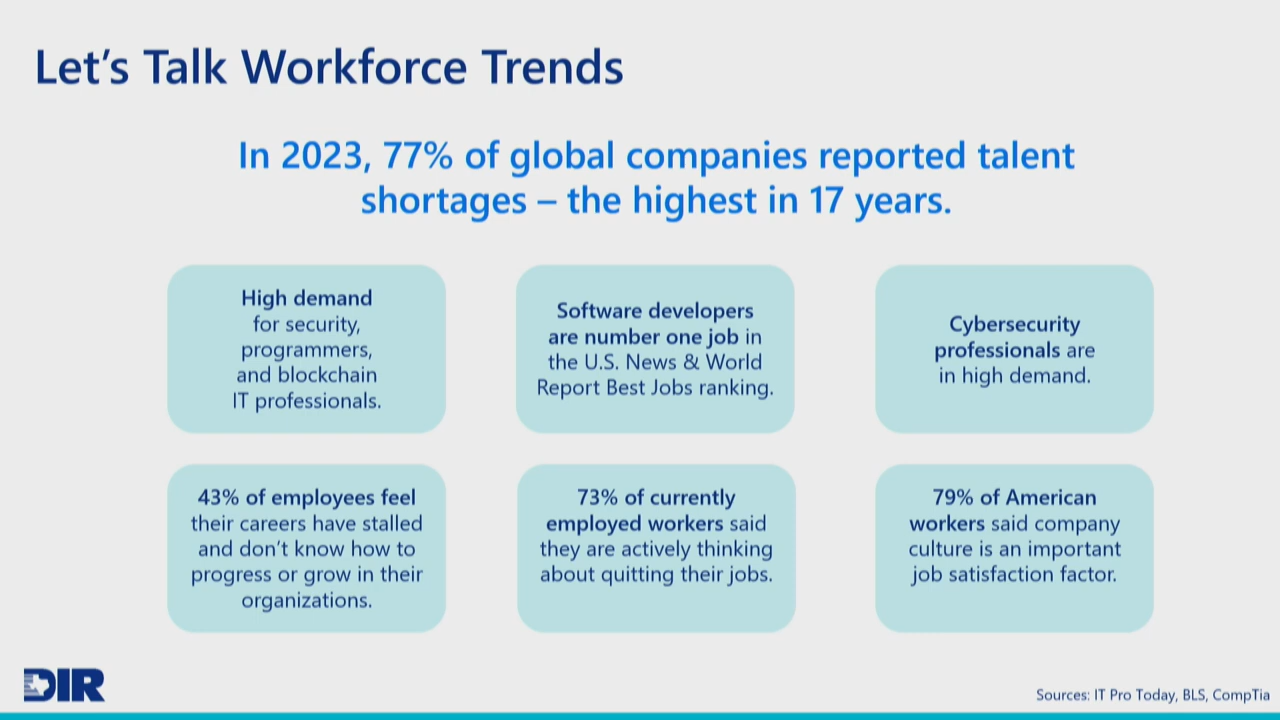 Let's Talk Workforce Trends
In 2023, 77% of global companies reported talent
shortages – the highest in 17 years.
High demand
for security,
programmers,
and blockchain
IT professionals.
Software developers
are number one job in
the U.S. News & World
Report Best Jobs ranking.
Cybersecurity
professionals are
in high demand.
43% of employees feel
their careers have stalled
and don't know how to
progress or grow in their
organizations.
73% of currently
employed workers said
they are actively thinking
about quitting their jobs.
79% of American
workers said company
culture is an important
job satisfaction factor.
DIR
Sources: IT Pro Today, BLS, CompTia